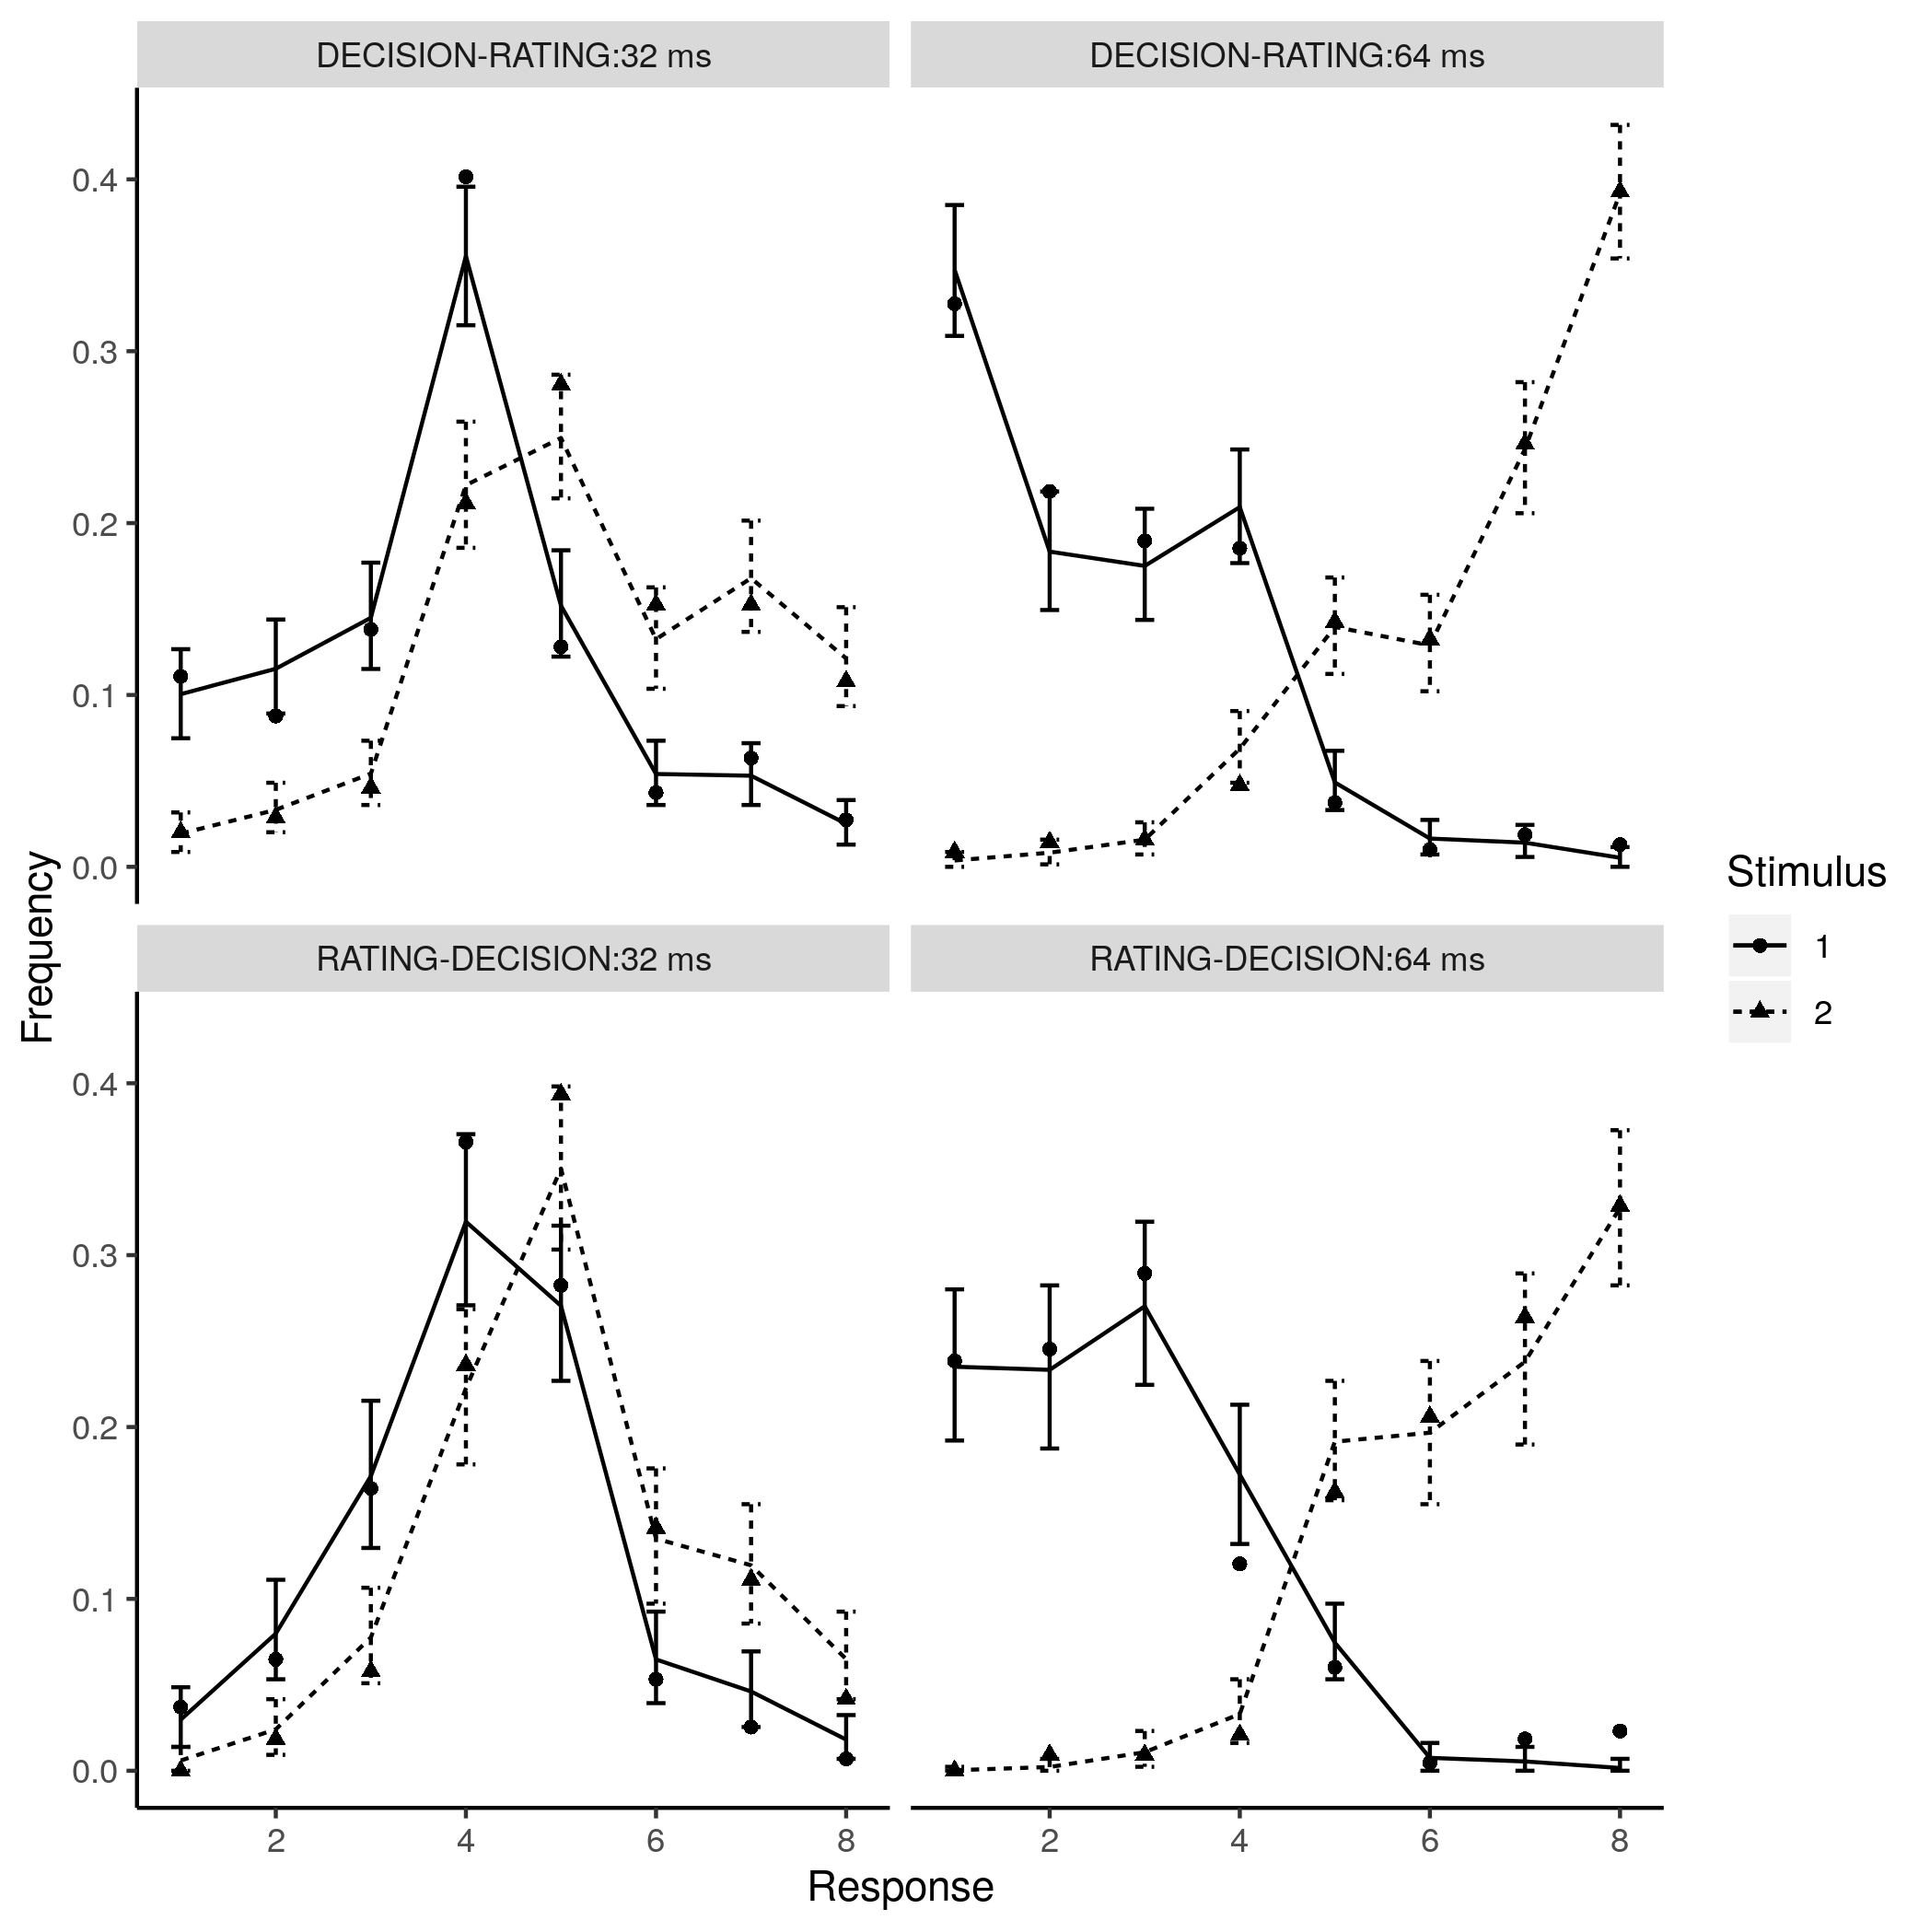 DECISION-RATING:32 ms
DECISION-RATING:64 ms
0.4
0.3
0.2
0.1
0.0
RATING-DECISION:32 ms
RATING-DECISION:64 ms
0.4
0.3
0.2
0.1
0.0
2
4
6
8
2
4
6
8
Response
Frequency
Stimulus
1
2